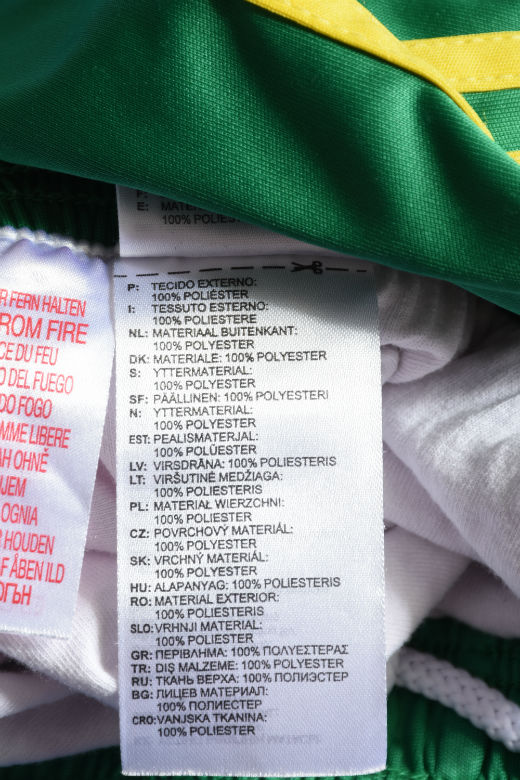 E: MATE
100% POLIES
P: TECIDO EXTERNO:
100% POLIÉSTER
I: TESSUTO ESTERNO:
100% POLIESTERE
NL: MATERIAAL BUITENKANT:
100% POLYESTER
DK: MATERIALE: 100% POLYESTER
S: YTTERMATERIAL:
100% POLYESTER
SF: PÄÄLLINEN: 100% POLYESTERI
N: YTTERMATERIAL:
100% POLYESTER
EST: PEALISMATERJAL:
100% POLÜESTER
LV: VIRSDRĀNA: 100% POLIESTERIS
LT: VIRŠUTINĖ MEDŽIAGA:
100% POLIESTERIS
PL: MATERIAŁ WIERZCHNI:
100% POLIESTER
CZ: POVRCHOVÝ MATERIÁL:
100% POLYESTER
SK: VRCHNÝ MATERIÁL:
100% POLYESTER
HU: ALAPANYAG: 100% POLIESTERIS
RO: MATERIAL EXTERIOR:
100% POLIESTERIS
SLO: VRHNJI MATERIAL:
100% POLIESTER
GR: ΠΕΡΙΒΛΗΜΑ: 100% ΠΟΛΥΕΣΤΕΡΑΣ
TR: DIŞ MALZEME: 100% POLYESTER
RU: ТКАНЬ ВЕРХА: 100% ПОЛИЭСТЕР
BG: ЛИЦЕВ МАТЕРИАЛ:
100% ПОЛИЕСТЕР
CRO: VANJSKA TKANINA:
100% POLYESTER
R FERN HALTEN
ROM FIRE
CE DU FEU
O DEL FUEGO
DO FOGO
MME LIBERE
AH OHNĚ
NJEM
OGNIA
R HOUDEN
F ÅBEN ILD
ОГЪН